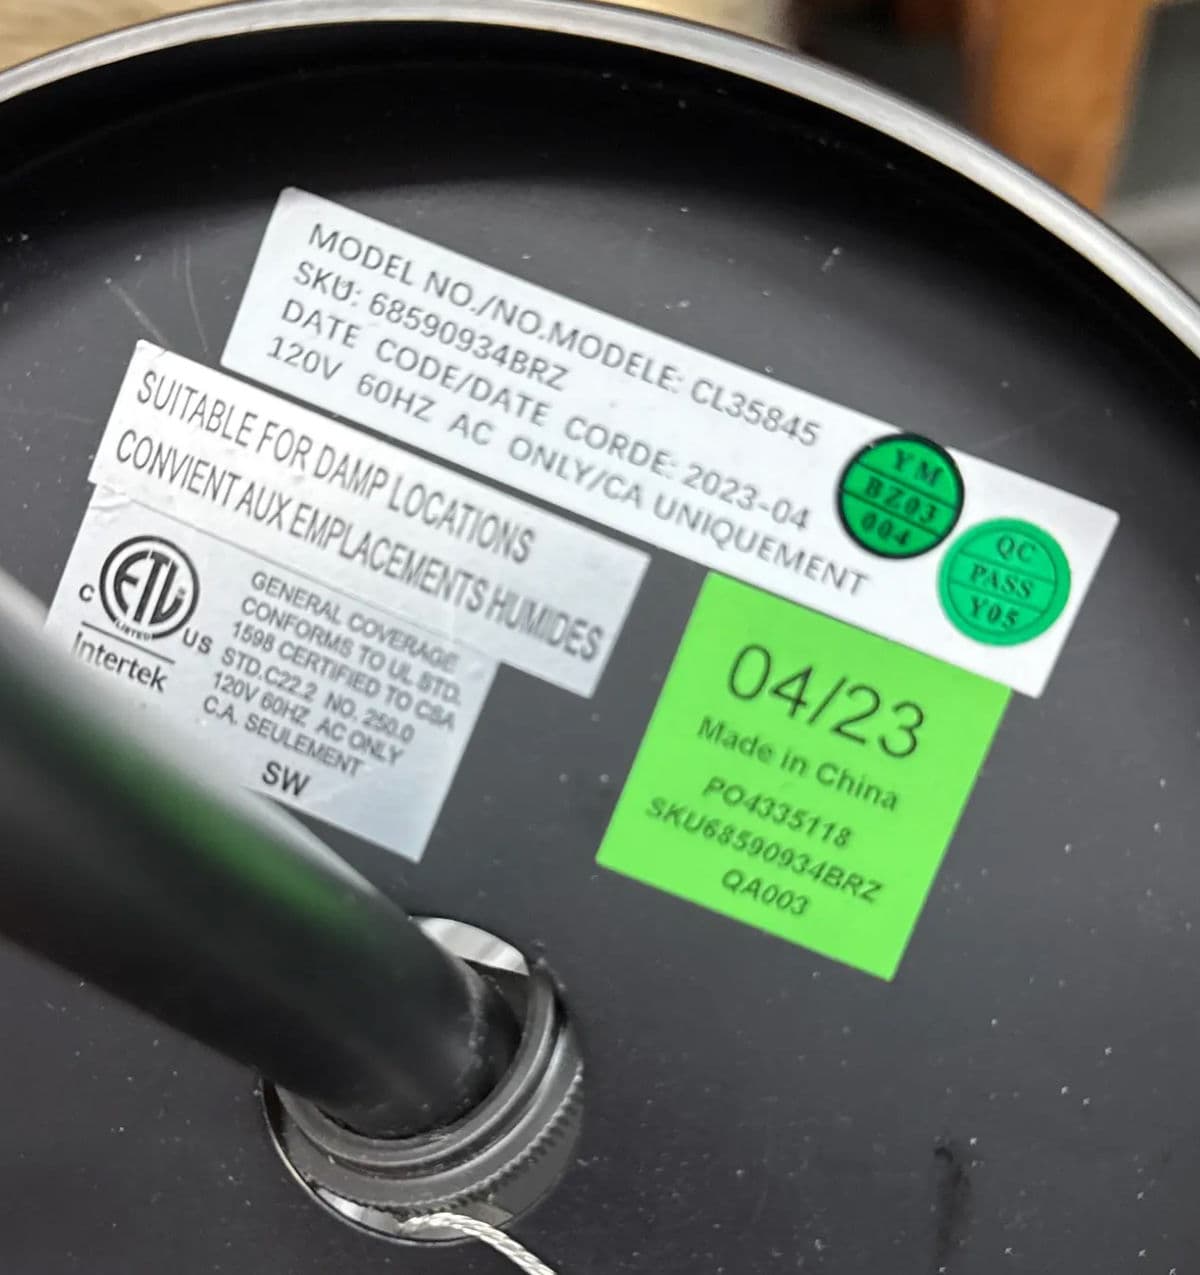 MODEL NO./NO.MODELE: CL35845
SKU: 68590934BRZ
DATE CODE/DATE CORDE: 2023-04
120V 60HZ AC ONLY/CA UNIQUEMENT
YM
BZ03
004
QC
PASS
Y05
SUITABLE FOR DAMP LOCATIONS
CONVIENT AUX EMPLACEMENTS HUMIDES
C
ETL
LISTED
US
Intertek
GENERAL COVERAGE
CONFORMS TO UL STD.
1598 CERTIFIED TO CSA
STD.C22.2 NO. 250.0
120V 60HZ AC ONLY
C.A. SEULEMENT
SW
04/23
Made in China
PO4335118
SKU68590934BRZ
QA003